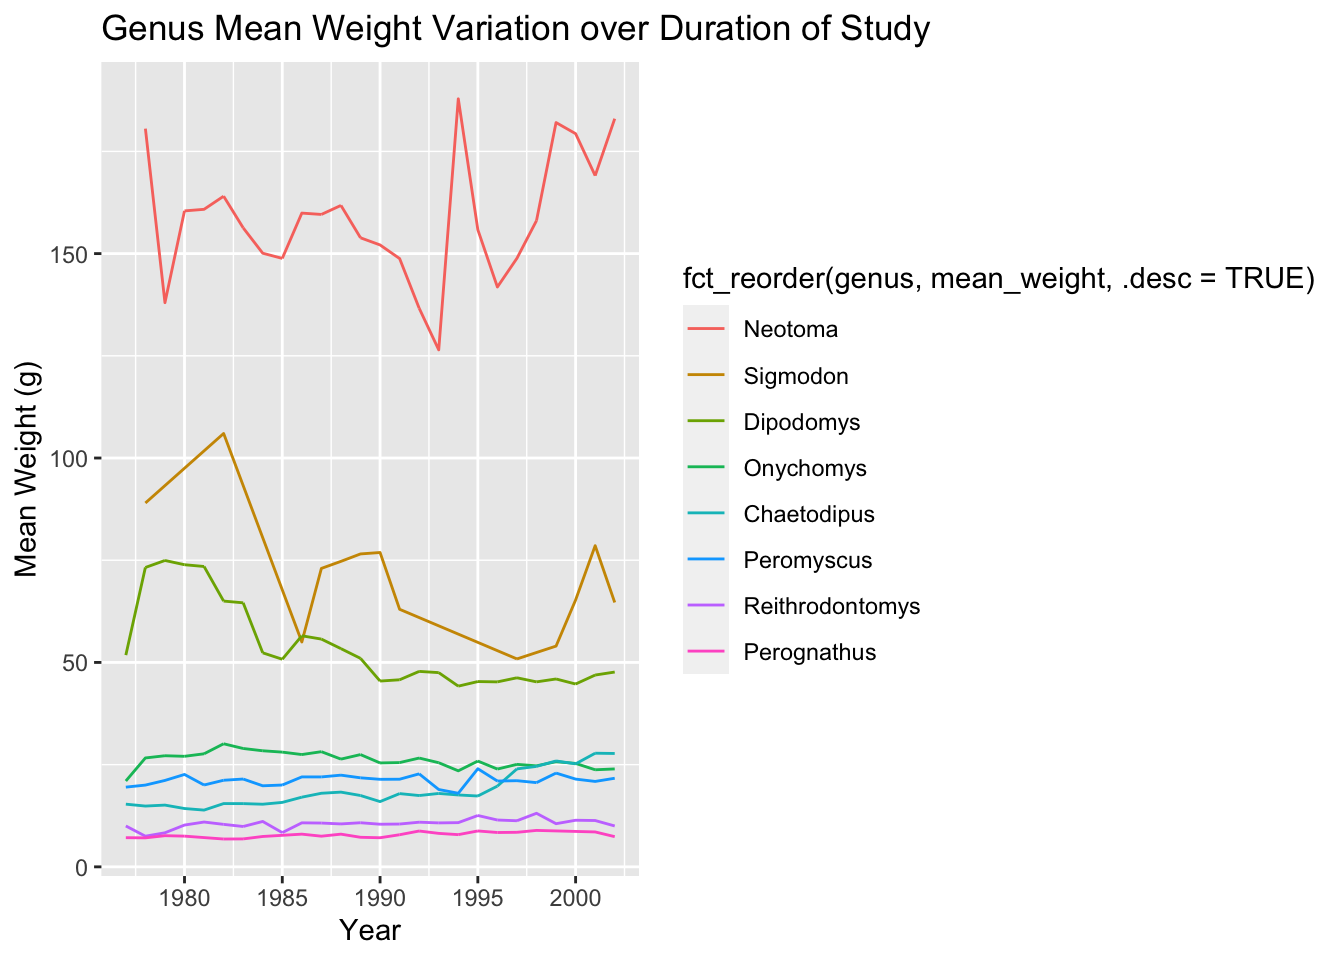 Genus Mean Weight Variation over Duration of Study
Mean Weight (g)
150
100
50
0
1980 1985 1990 1995 2000
Year
fct_reorder(genus, mean_weight, .desc = TRUE)
Neotoma
Sigmodon
Dipodomys
Onychomys
Chaetodipus
Peromyscus
Reithrodontomys
Perognathus